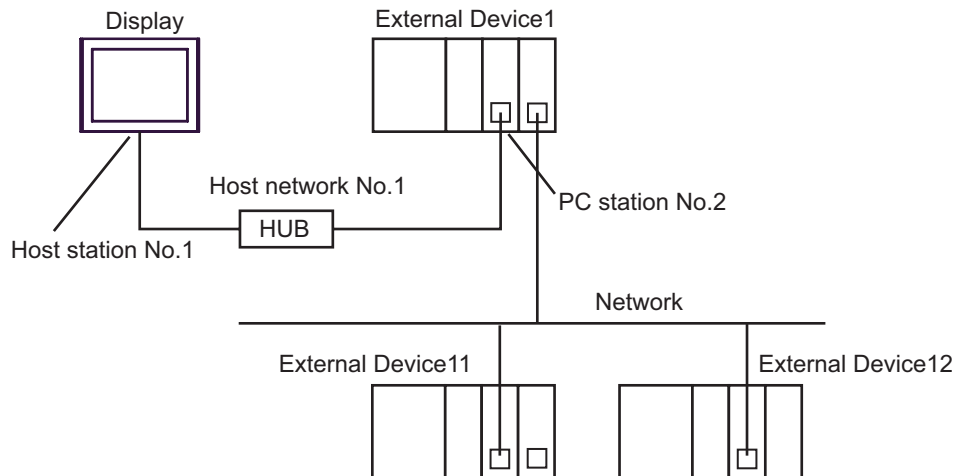 Display
External Device1
Host network No.1
PC station No.2
HUB
Host station No.1
Network
External Device11
External Device12